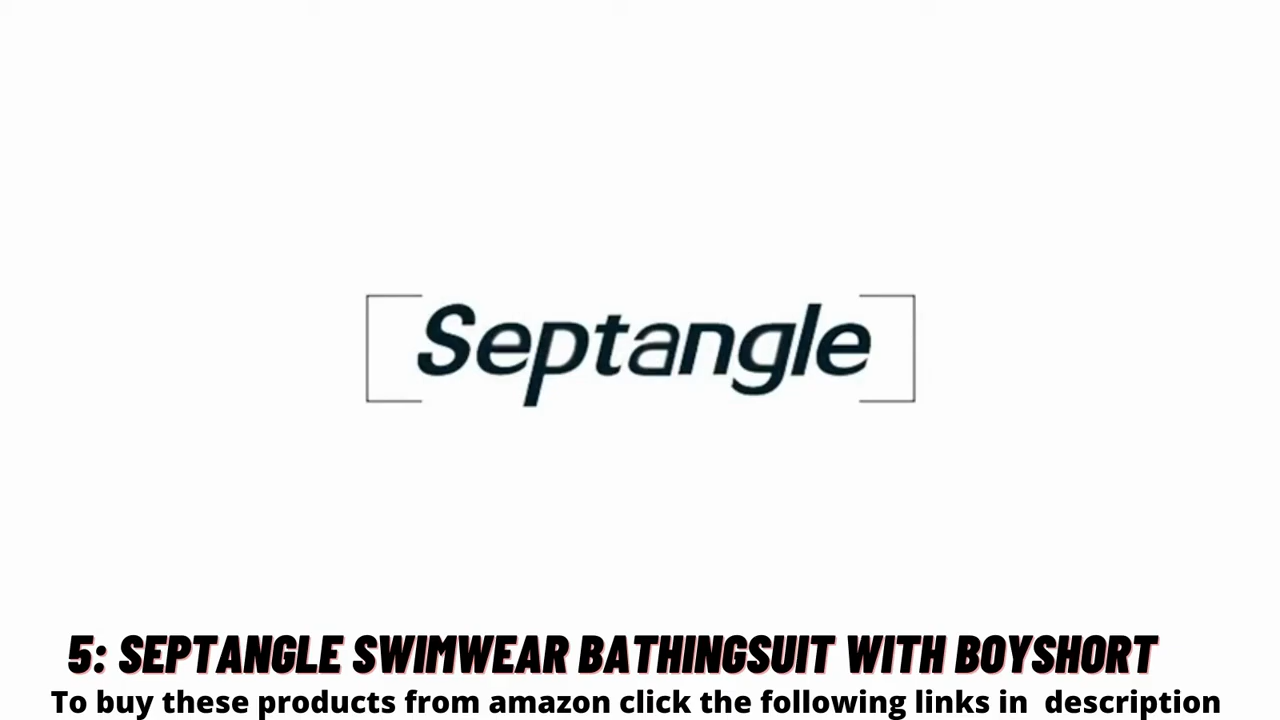 Septangle
5: SEPTANGLE SWIMWEAR BATHINGSUIT WITH BOYSHORT
To buy these products from amazon click the following links in  description